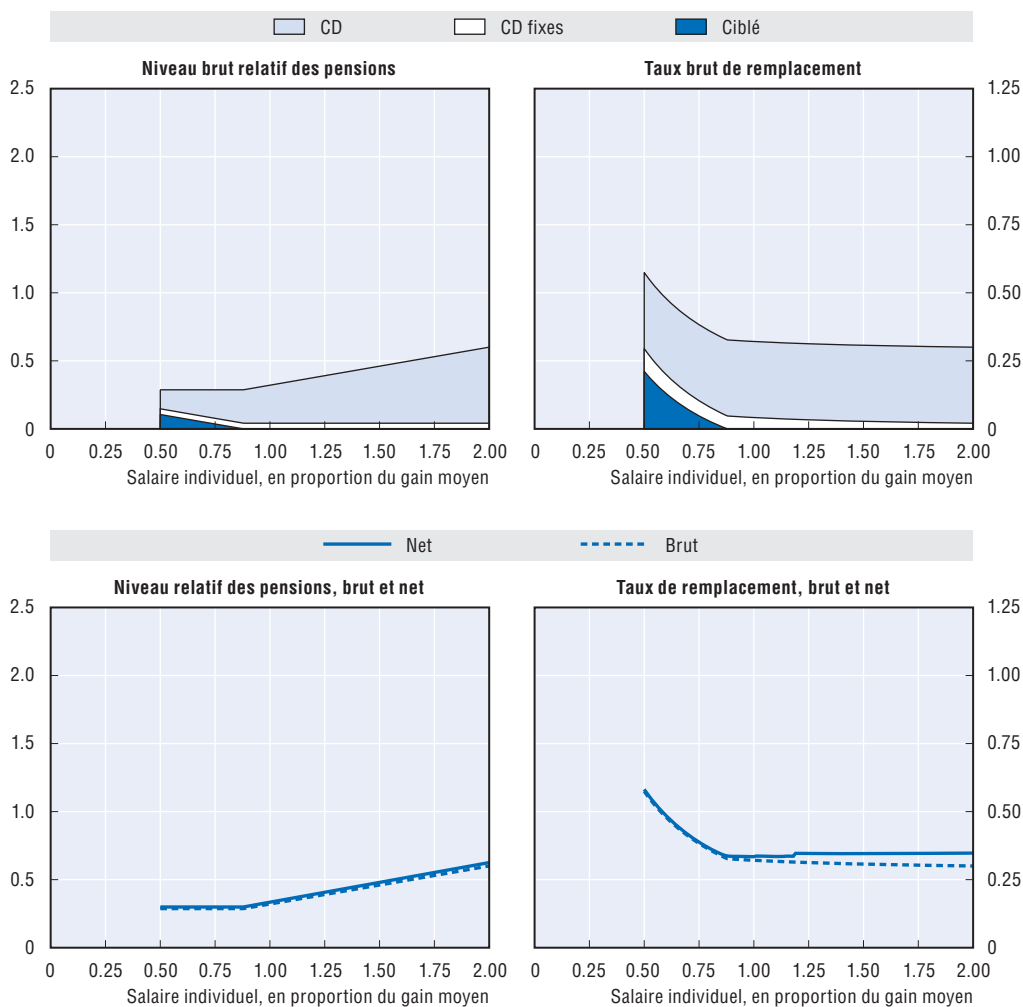 CD CD fixes Ciblé
Niveau brut relatif des pensions
2.5
2.0
1.5
1.0
0.5
0
0 0.25 0.50 0.75 1.00 1.25 1.50 1.75 2.00
Salaire individuel, en proportion du gain moyen
Taux brut de remplacement
1.25
1.00
0.75
0.50
0.25
0
0 0.25 0.50 0.75 1.00 1.25 1.50 1.75 2.00
Salaire individuel, en proportion du gain moyen
Net Brut
Niveau relatif des pensions, brut et net
2.5
2.0
1.5
1.0
0.5
0
0 0.25 0.50 0.75 1.00 1.25 1.50 1.75 2.00
Salaire individuel, en proportion du gain moyen
Taux de remplacement, brut et net
1.25
1.00
0.75
0.50
0.25
0
0 0.25 0.50 0.75 1.00 1.25 1.50 1.75 2.00
Salaire individuel, en proportion du gain moyen